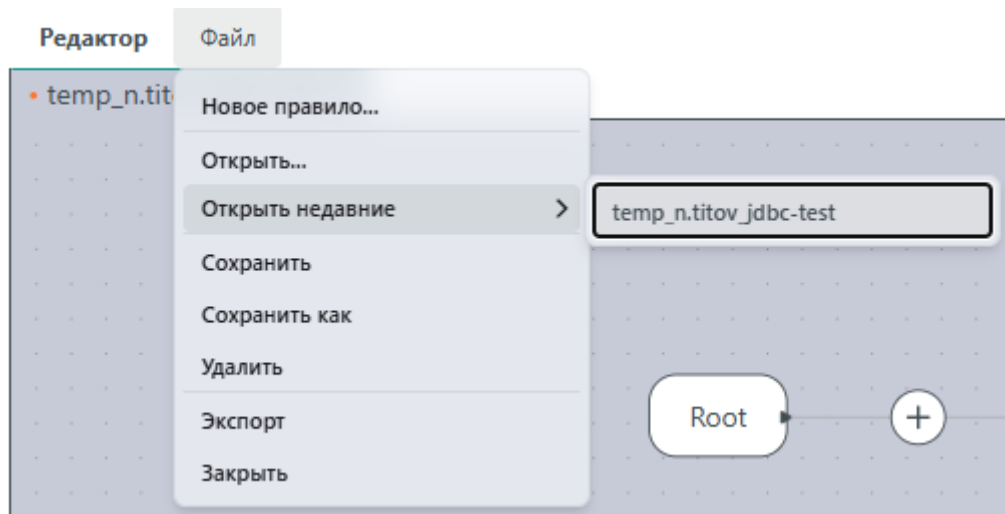 Редактор Файл
temp_n.tit
Новое правило...
Открыть...
Открыть недавние
temp_n.titov_jdbc-test
Сохранить
Сохранить как
Удалить
Экспорт
Закрыть
Root